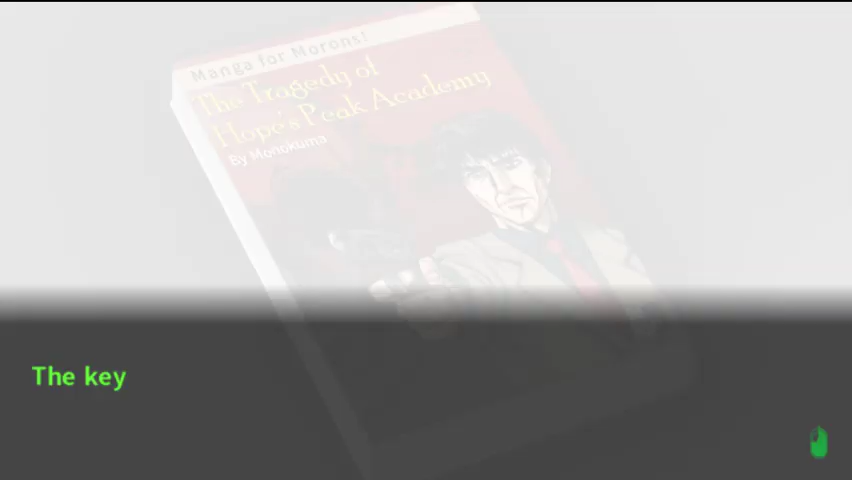 Manga for Morons!
The Tragedy of
Hope's Peak Academy
By Monokuma
The key